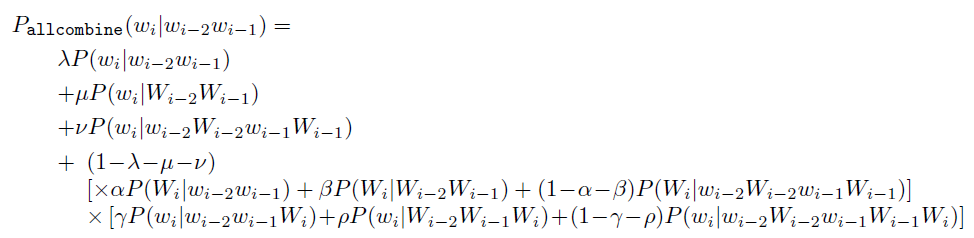 P_allcombine(w_i|w_{i−2}w_{i−1}) =
λP(w_i|w_{i−2}w_{i−1})
+μP(w_i|W_{i−2}W_{i−1})
+νP(w_i|w_{i−2}W_{i−2}w_{i−1}W_{i−1})
+ (1−λ−μ−ν)
[×αP(W_i|w_{i−2}w_{i−1}) + βP(W_i|W_{i−2}W_{i−1}) + (1−α−β)P(W_i|w_{i−2}W_{i−2}w_{i−1}W_{i−1})]
× [γP(w_i|w_{i−2}w_{i−1}W_i)+ρP(w_i|W_{i−2}W_{i−1}W_i)+(1−γ−ρ)P(w_i|w_{i−2}W_{i−2}w_{i−1}W_{i−1}W_i)]